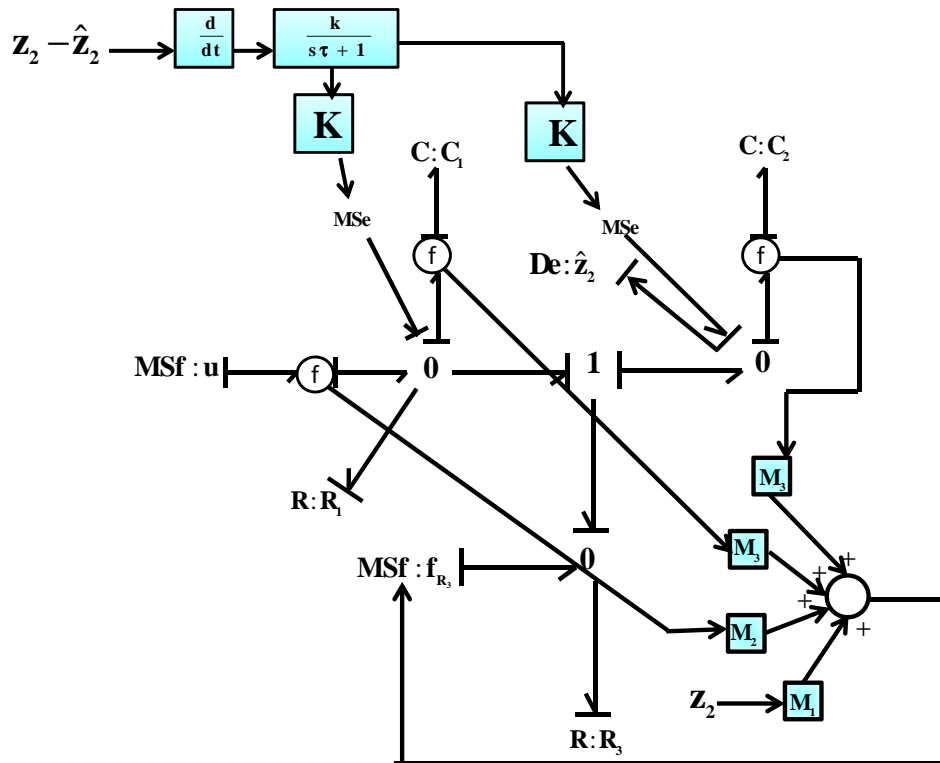 z₂ − ẑ₂
d
dt
k
sτ + 1
K
K
C:C₁
C:C₂
MSe
MSe
f
f
De:ẑ₂
MSf:u
f
0
1
0
M₃
R:R₁
MSf:f_R₃
0
M₃
+
+
+
+
M₂
z₂
M₁
R:R₃